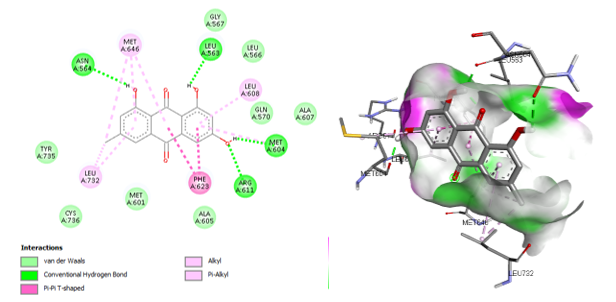 GLY
A:567
MET
A:646
LEU
A:563
LEU
A:566
ASN
A:564
H
H
LEU
A:608
GLN
A:570
ALA
A:607
MET
A:604
TYR
A:735
LEU
A:732
PHE
A:623
ARG
A:611
MET
A:601
CYS
A:736
ALA
A:605
Interactions
van der Waals
Conventional Hydrogen Bond
Pi-Pi T-shaped
Alkyl
Pi-Alkyl
LEU563
MET646
LEU732